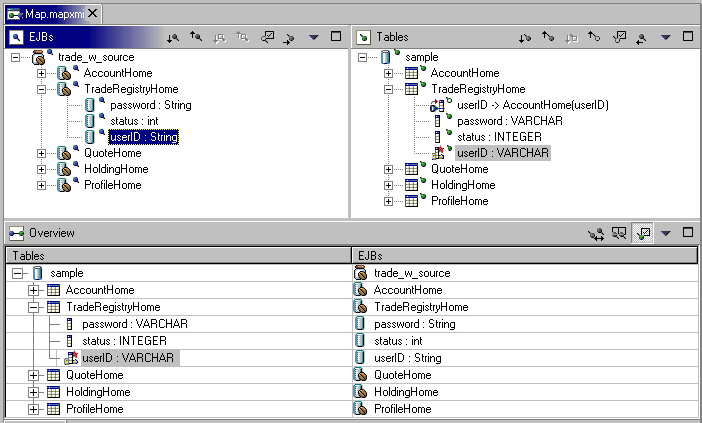 Map.mapxmi
EJBs
trade_w_source
AccountHome
TradeRegistryHome
password : String
status : int
userID : String
QuoteHome
HoldingHome
ProfileHome
Tables
sample
AccountHome
TradeRegistryHome
userID -> AccountHome(userID)
password : VARCHAR
status : INTEGER
userID : VARCHAR
QuoteHome
HoldingHome
ProfileHome
Overview
Tables EJBs
sample trade_w_source
AccountHome AccountHome
TradeRegistryHome TradeRegistryHome
password : VARCHAR password : String
status : INTEGER status : int
userID : VARCHAR userID : String
QuoteHome QuoteHome
HoldingHome HoldingHome
ProfileHome ProfileHome